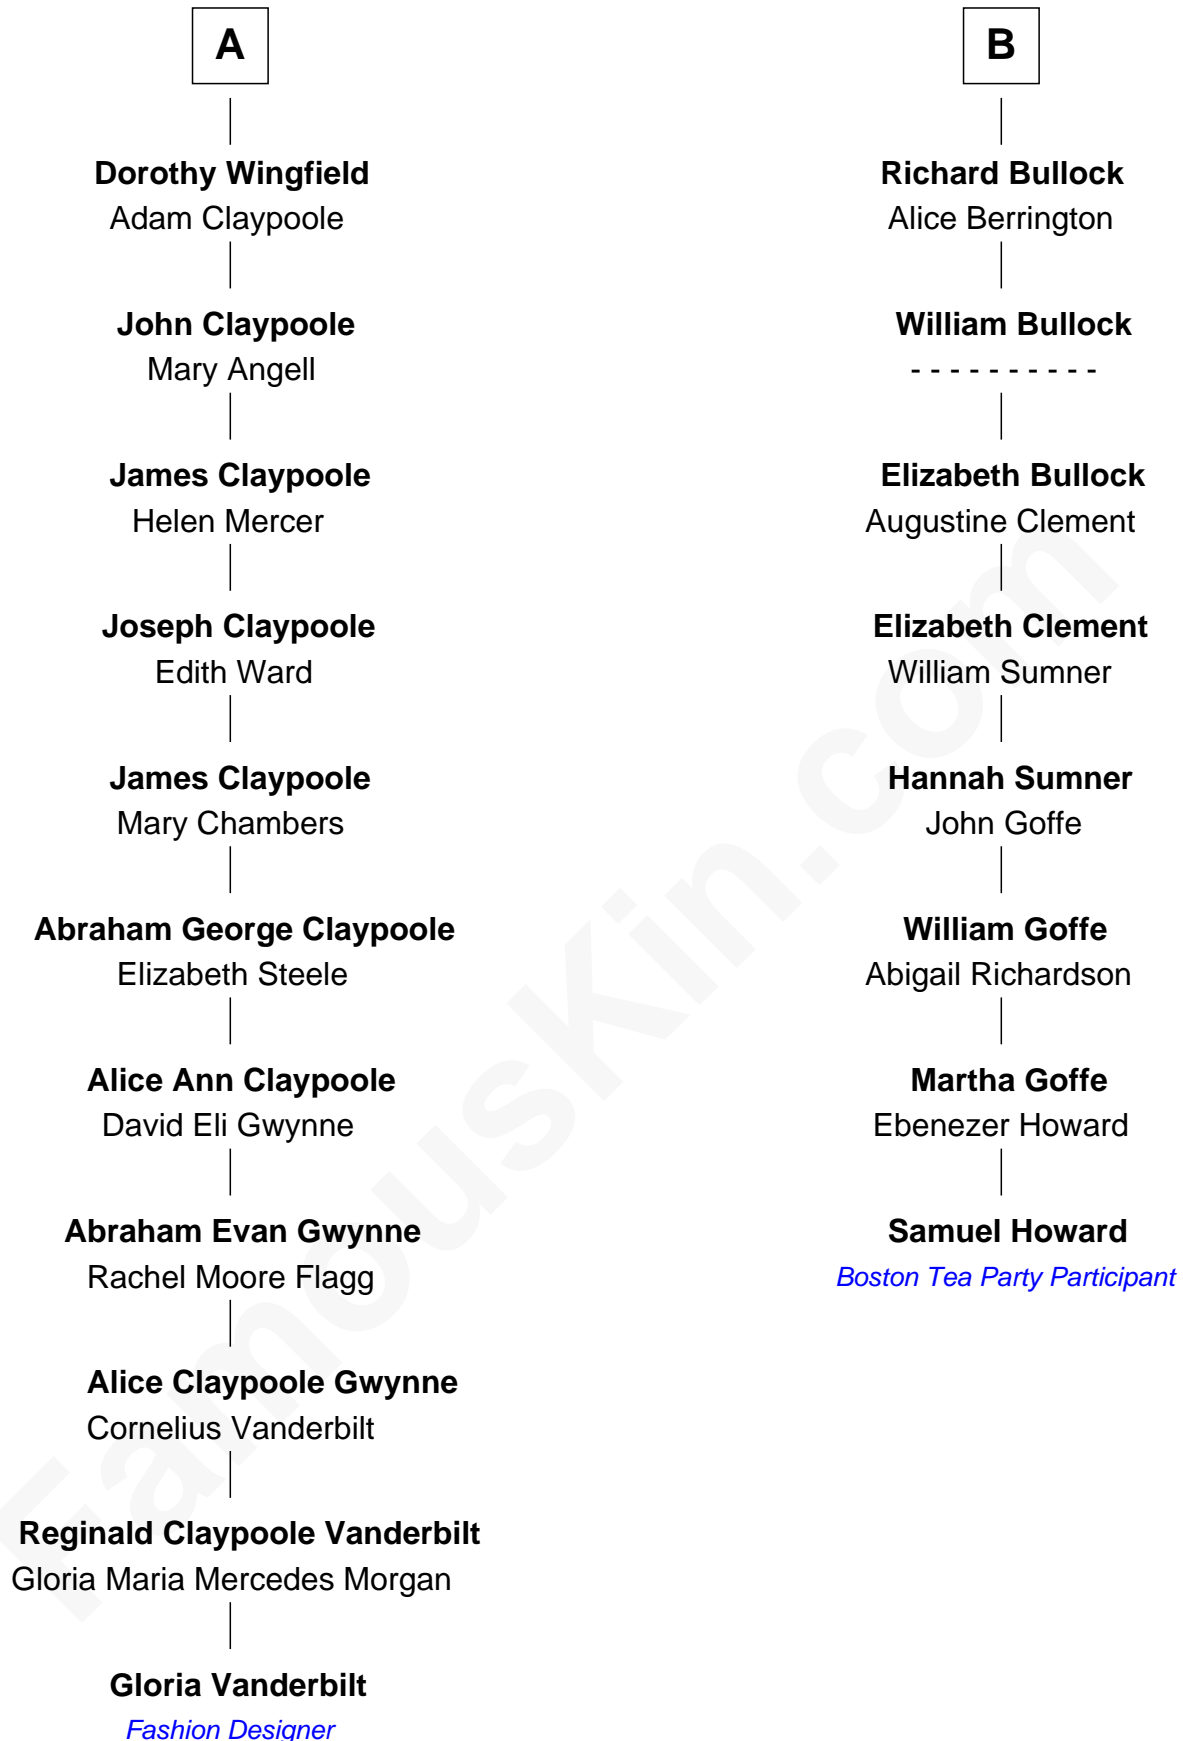 A
Dorothy Wingfield
Adam Claypoole
John Claypoole
Mary Angell
James Claypoole
Helen Mercer
Joseph Claypoole
Edith Ward
James Claypoole
Mary Chambers
Abraham George Claypoole
Elizabeth Steele
Alice Ann Claypoole
David Eli Gwynne
Abraham Evan Gwynne
Rachel Moore Flagg
Alice Claypoole Gwynne
Cornelius Vanderbilt
Reginald Claypoole Vanderbilt
Gloria Maria Mercedes Morgan
Gloria Vanderbilt
Fashion Designer
B
Richard Bullock
Alice Berrington
William Bullock
- - - - - - - - - -
Elizabeth Bullock
Augustine Clement
Elizabeth Clement
William Sumner
Hannah Sumner
John Goffe
William Goffe
Abigail Richardson
Martha Goffe
Ebenezer Howard
Samuel Howard
Boston Tea Party Participant
FamousKin.com